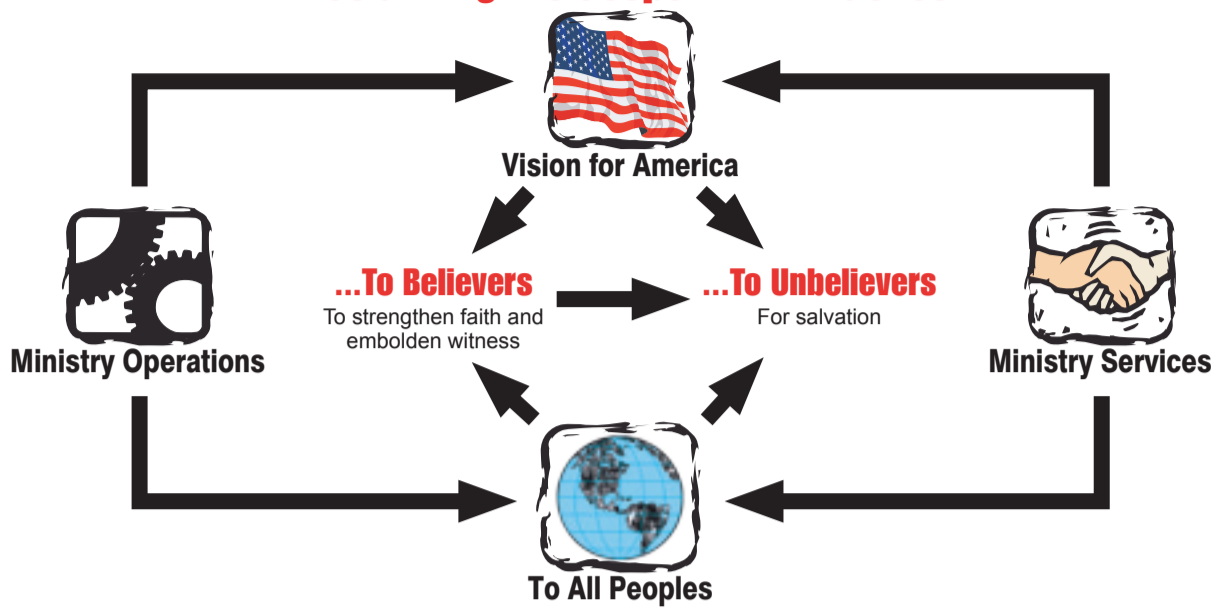 Vision for America
...To Believers
To strengthen faith and
embolden witness
...To Unbelievers
For salvation
Ministry Operations
Ministry Services
To All Peoples